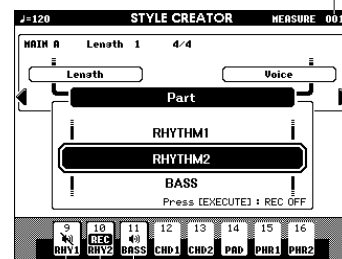 ♩=120 STYLE CREATOR MEASURE 001
MAIN A Length 1 4/4
Length Voice
Part
RHYTHM1
RHYTHM2
BASS
Press [EXECUTE] : REC OFF
9 10 11 12 13 14 15 16
REC
RHY1 RHY2 BASS CHD1 CHD2 PAD PHR1 PHR2